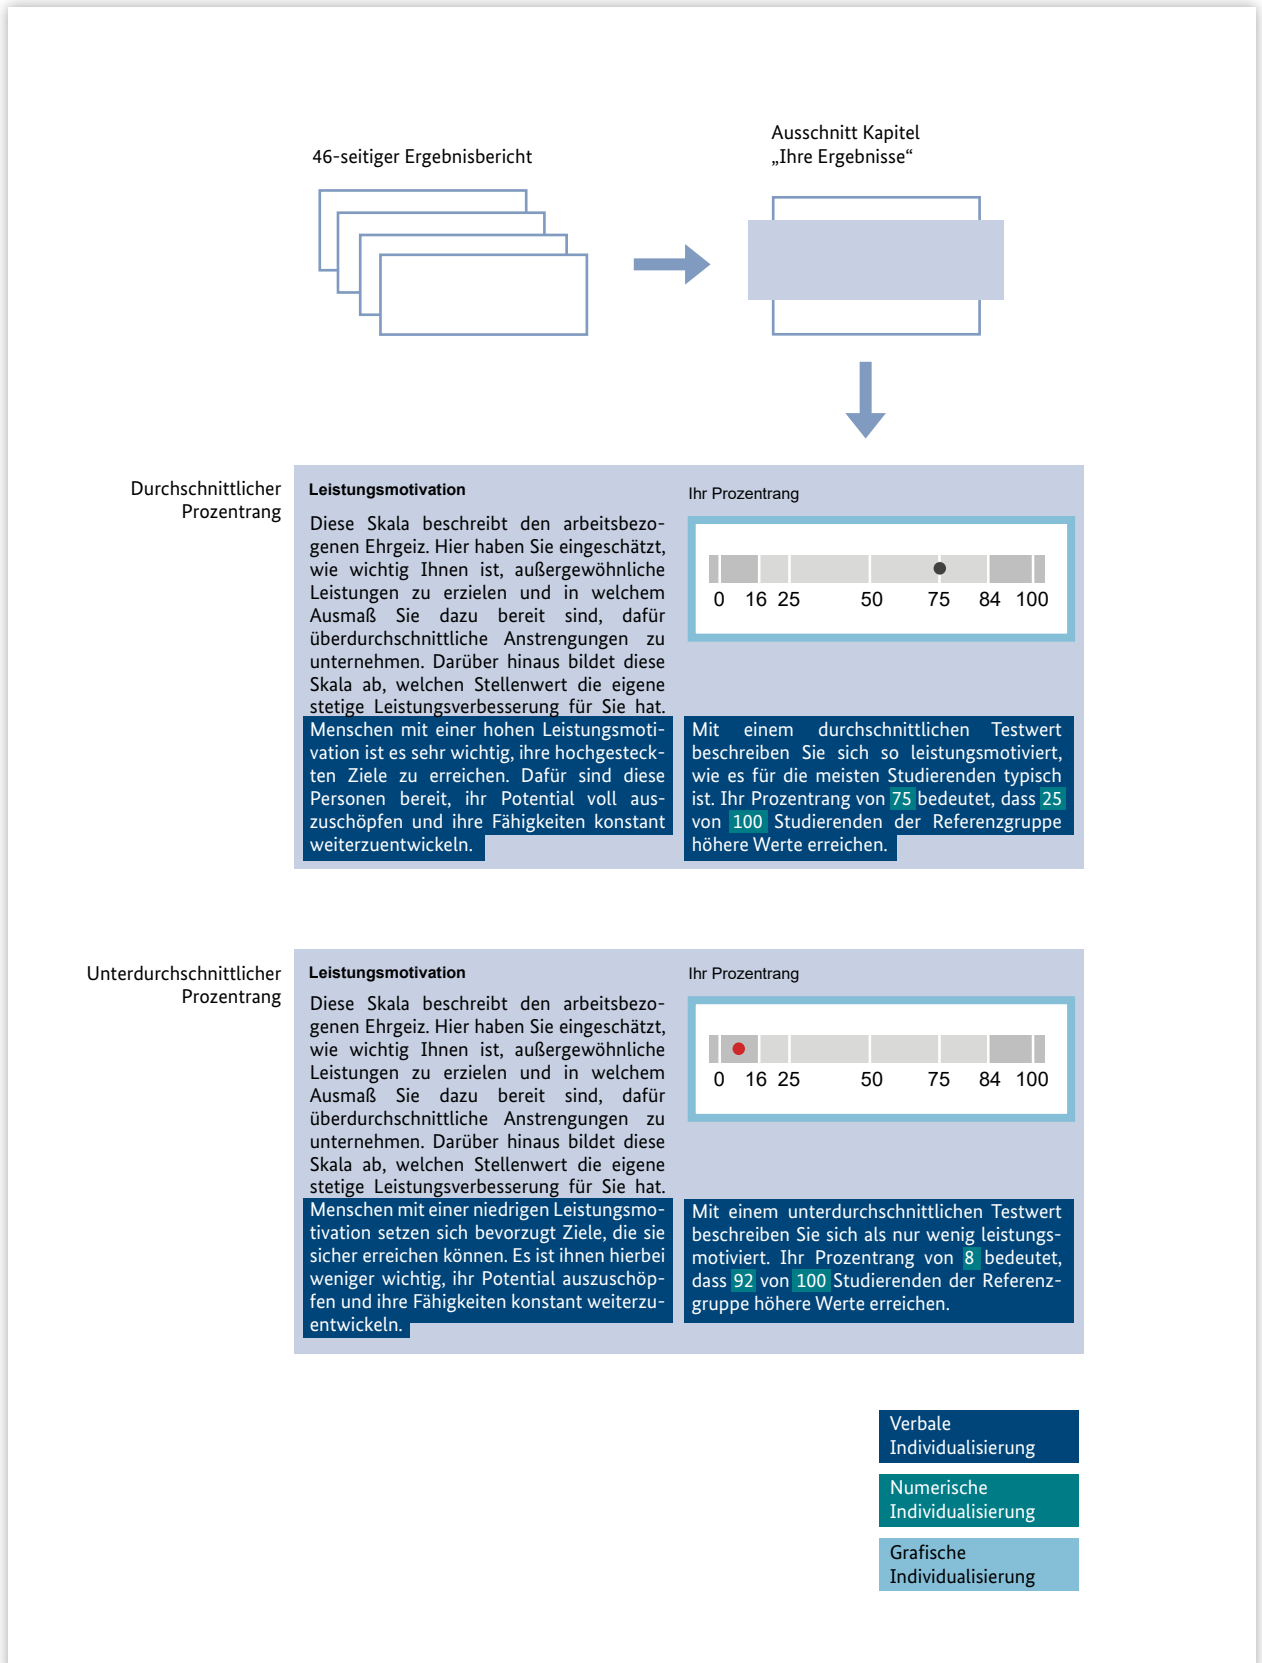 46-seitiger Ergebnisbericht
Ausschnitt Kapitel
„Ihre Ergebnisse“
Durchschnittlicher
Prozentrang
Leistungsmotivation
Diese Skala beschreibt den arbeitsbezo-
genen Ehrgeiz. Hier haben Sie eingeschätzt,
wie wichtig Ihnen ist, außergewöhnliche
Leistungen zu erzielen und in welchem
Ausmaß Sie dazu bereit sind, dafür
überdurchschnittliche Anstrengungen zu
unternehmen. Darüber hinaus bildet diese
Skala ab, welchen Stellenwert die eigene
stetige Leistungsverbesserung für Sie hat.
Menschen mit einer hohen Leistungsmoti-
vation ist es sehr wichtig, ihre hochgesteck-
ten Ziele zu erreichen. Dafür sind diese
Personen bereit, ihr Potential voll aus-
zuschöpfen und ihre Fähigkeiten konstant
weiterzuentwickeln.
Ihr Prozentrang
0 16 25 50 75 84 100
Mit einem durchschnittlichen Testwert
beschreiben Sie sich so leistungsmotiviert,
wie es für die meisten Studierenden typisch
ist. Ihr Prozentrang von 75 bedeutet, dass 25
von 100 Studierenden der Referenzgruppe
höhere Werte erreichen.
Unterdurchschnittlicher
Prozentrang
Leistungsmotivation
Diese Skala beschreibt den arbeitsbezo-
genen Ehrgeiz. Hier haben Sie eingeschätzt,
wie wichtig Ihnen ist, außergewöhnliche
Leistungen zu erzielen und in welchem
Ausmaß Sie dazu bereit sind, dafür
überdurchschnittliche Anstrengungen zu
unternehmen. Darüber hinaus bildet diese
Skala ab, welchen Stellenwert die eigene
stetige Leistungsverbesserung für Sie hat.
Menschen mit einer niedrigen Leistungsmo-
tivation setzen sich bevorzugt Ziele, die sie
sicher erreichen können. Es ist ihnen hierbei
weniger wichtig, ihr Potential auszuschöp-
fen und ihre Fähigkeiten konstant weiterzu-
entwickeln.
Ihr Prozentrang
0 16 25 50 75 84 100
Mit einem unterdurchschnittlichen Testwert
beschreiben Sie sich als nur wenig leistungs-
motiviert. Ihr Prozentrang von 8 bedeutet,
dass 92 von 100 Studierenden der Referenz-
gruppe höhere Werte erreichen.
Verbale
Individualisierung
Numerische
Individualisierung
Grafische
Individualisierung